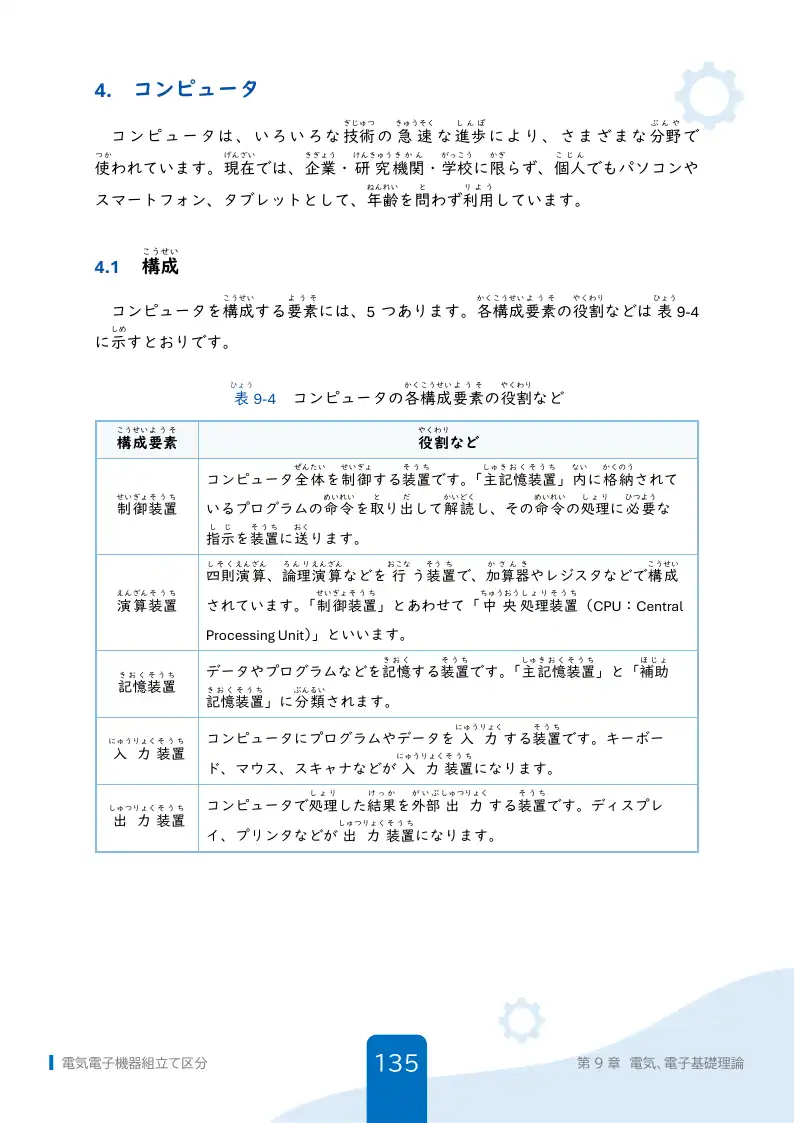 4. コンピュータ
コンピュータは、いろいろな技術の急速な進歩により、さまざまな分野で
使われています。現在では、企業・研究機関・学校に限らず、個人でもパソコンや
スマートフォン、タブレットとして、年齢を問わず利用しています。
4.1 構成
コンピュータを構成する要素には、5 つあります。各構成要素の役割などは 表 9-4
に示すとおりです。
表 9-4 コンピュータの各構成要素の役割など
構成要素 役割など
制御装置
コンピュータ全体を制御する装置です。「主記憶装置」内に格納されて
いるプログラムの命令を取り出して解読し、その命令の処理に必要な
指示を装置に送ります。
演算装置
四則演算、論理演算などを行う装置で、加算器やレジスタなどで構成
されています。「制御装置」とあわせて「中央処理装置（CPU：Central
Processing Unit）」といいます。
記憶装置
データやプログラムなどを記憶する装置です。「主記憶装置」と「補助
記憶装置」に分類されます。
入力装置
コンピュータにプログラムやデータを入力する装置です。キーボー
ド、マウス、スキャナなどが入力装置になります。
出力装置
コンピュータで処理した結果を外部出力する装置です。ディスプレ
イ、プリンタなどが出力装置になります。
電気電子機器組立て区分
135
第 9 章 電気、電子基礎理論